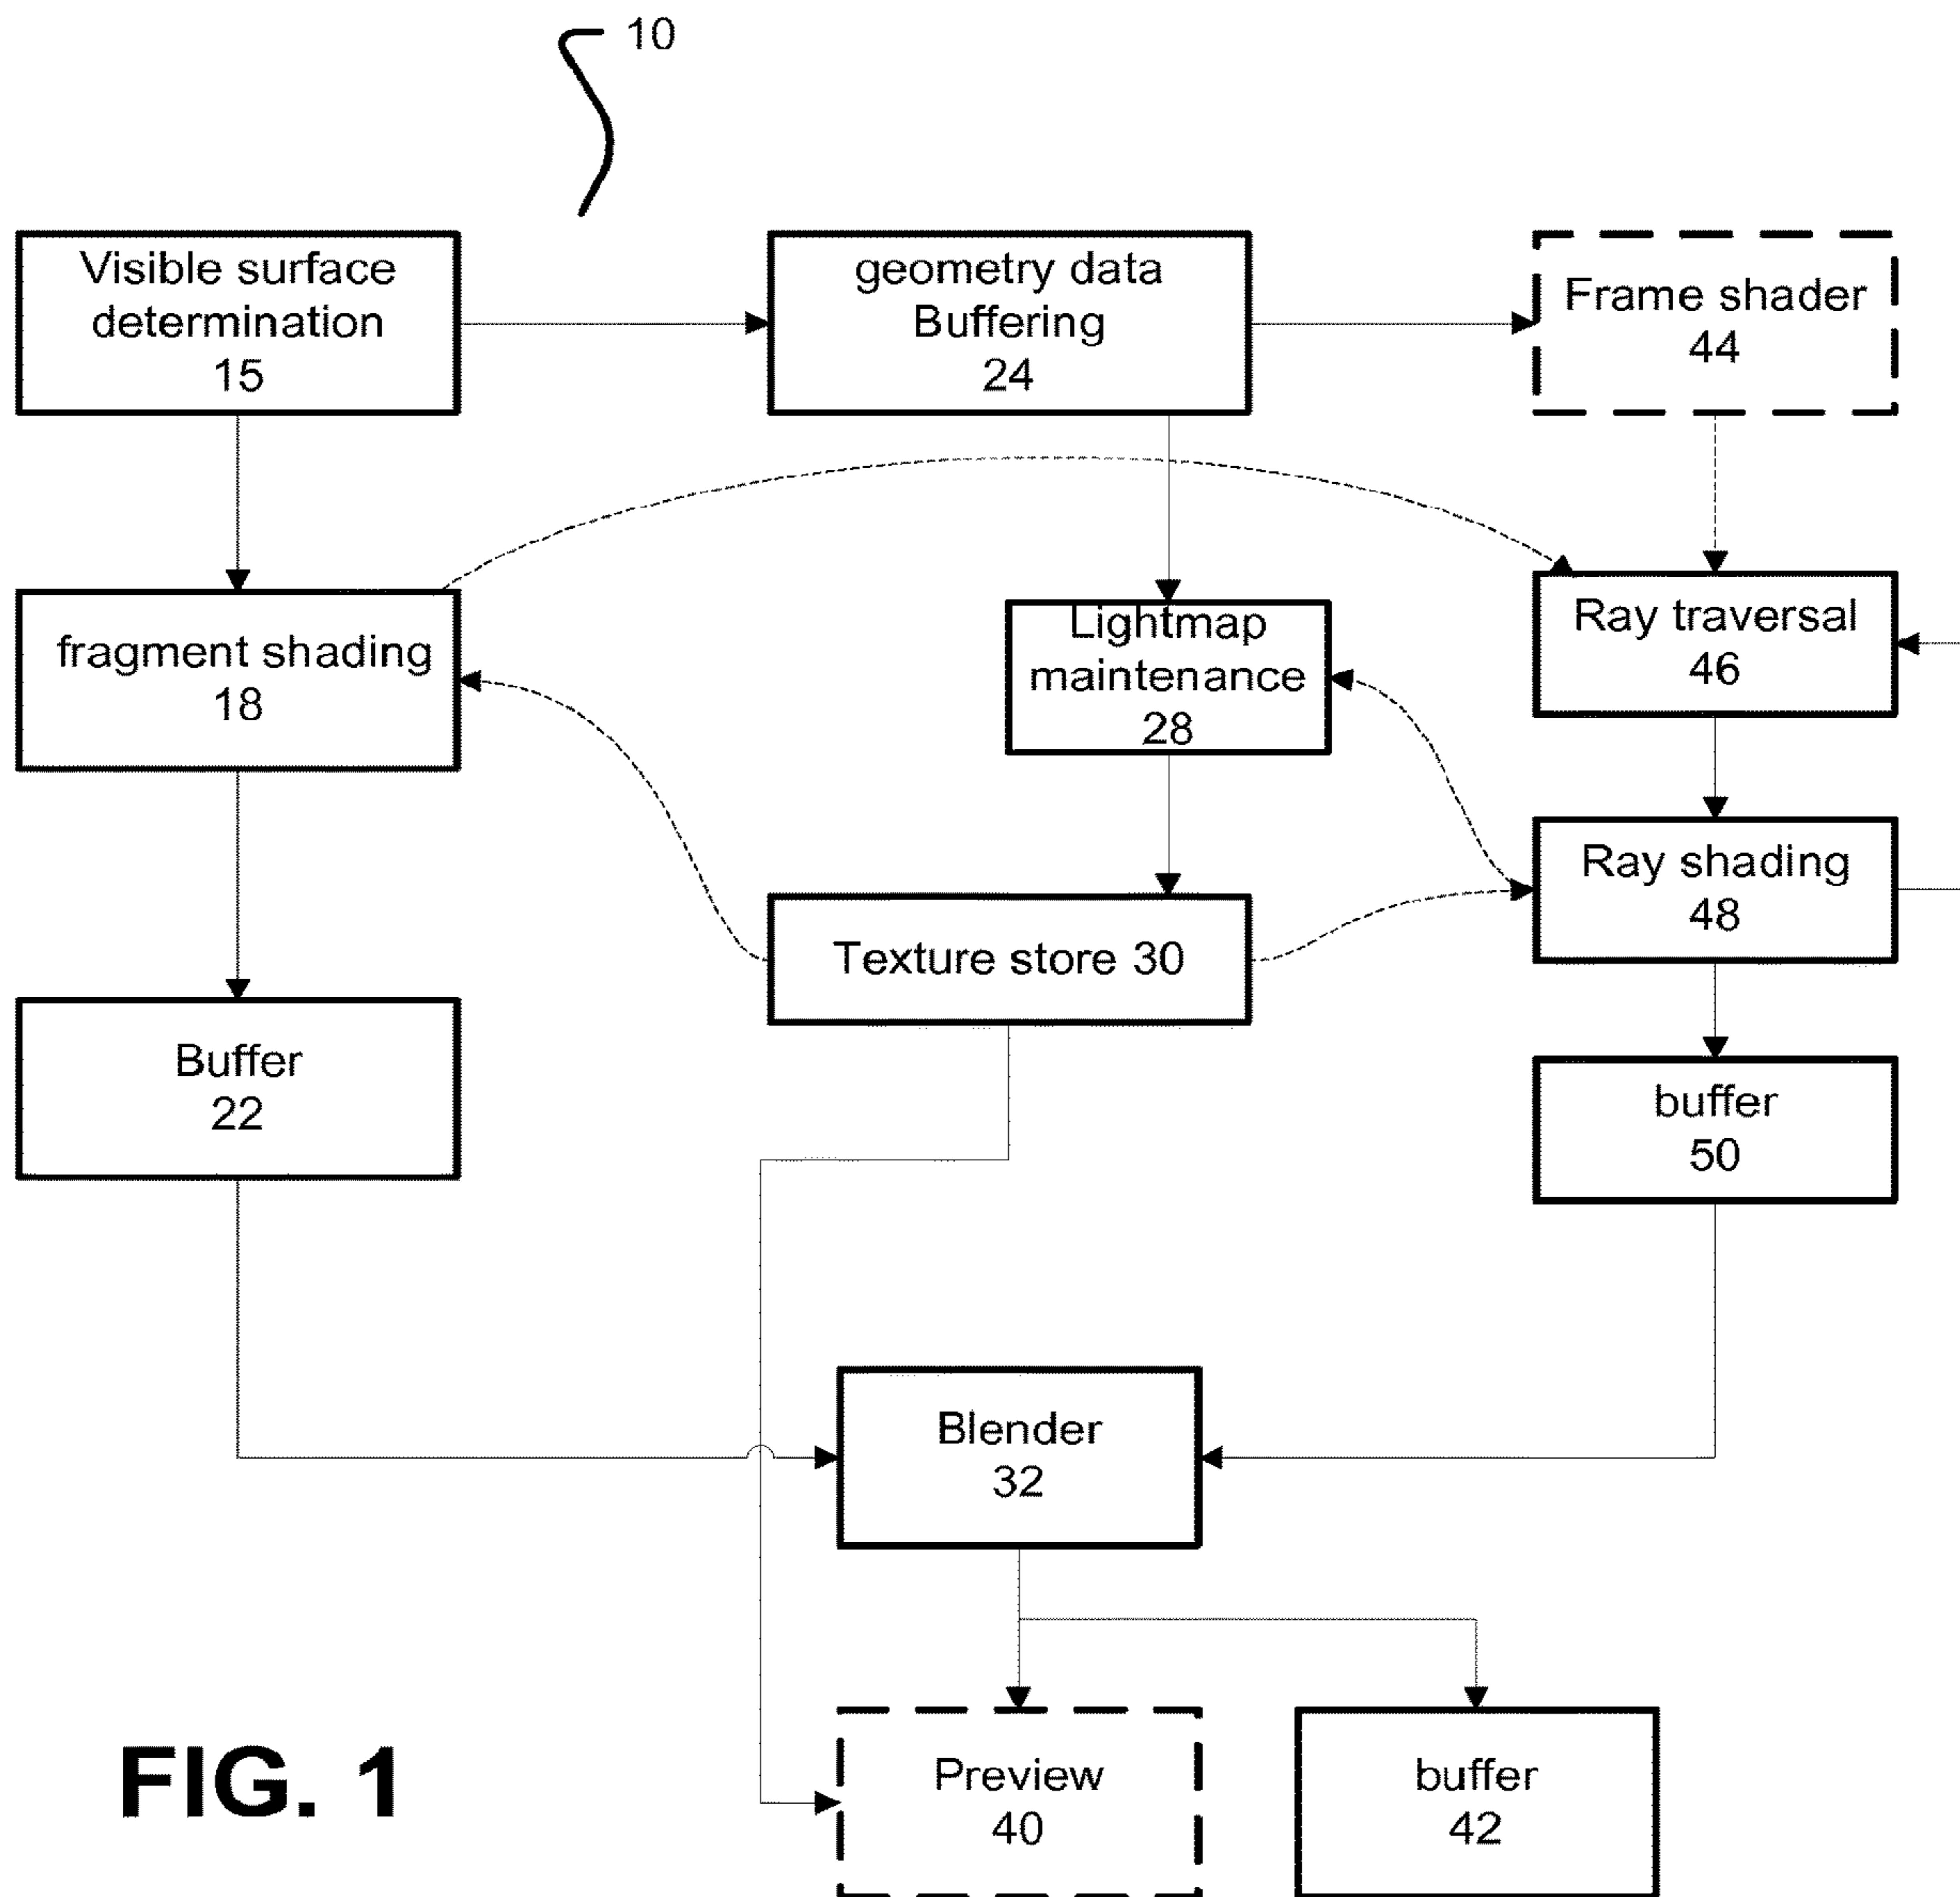 10
Visible surface
determination
15
geometry data
Buffering
24
Frame shader
44
fragment shading
18
Lightmap
maintenance
28
Ray traversal
46
Ray shading
48
Texture store 30
Buffer
22
buffer
50
Blender
32
Preview
40
buffer
42
FIG. 1